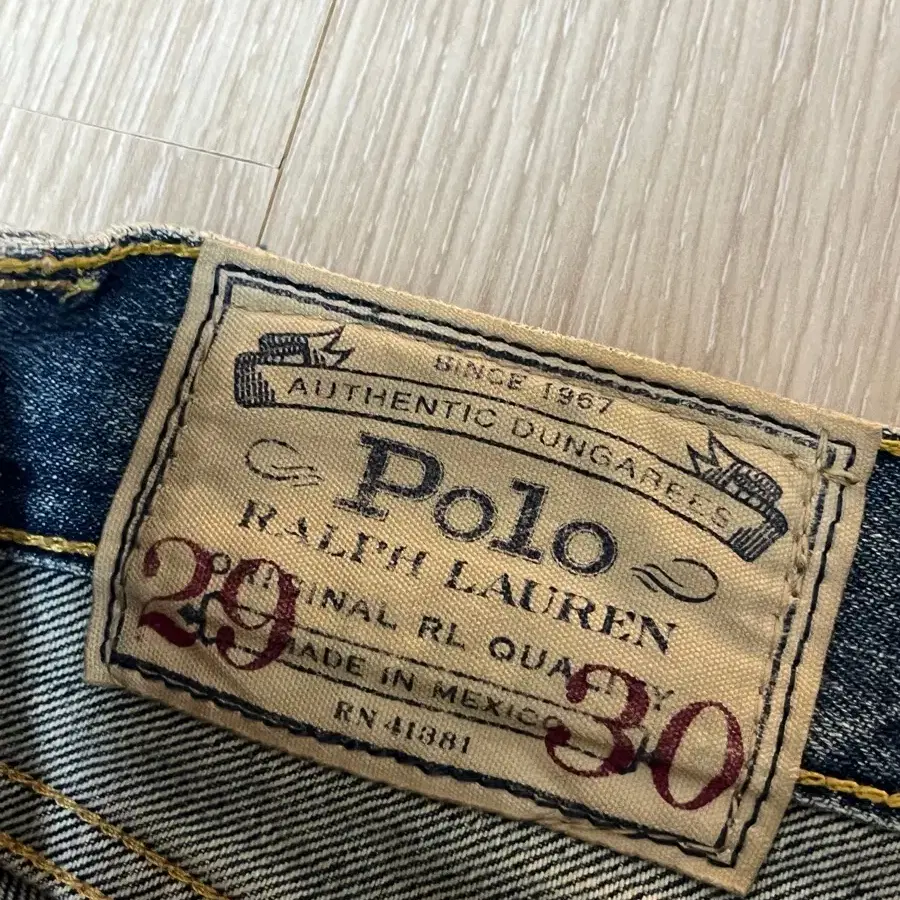 SINCE 1967
AUTHENTIC DUNGAREES
Polo
RALPH LAUREN
ORIGINAL RL QUALITY
MADE IN MEXICO
RN 41381
29
30